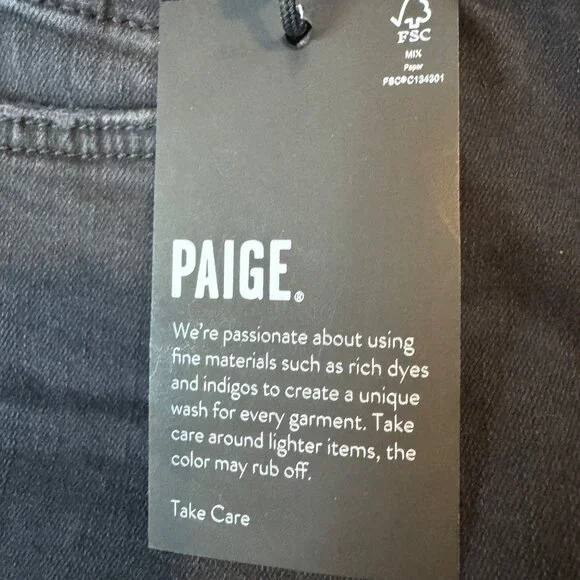 FSC
MIX
Paper
FSC® C134301
PAIGE®
We're passionate about using
fine materials such as rich dyes
and indigos to create a unique
wash for every garment. Take
care around lighter items, the
color may rub off.
Take Care